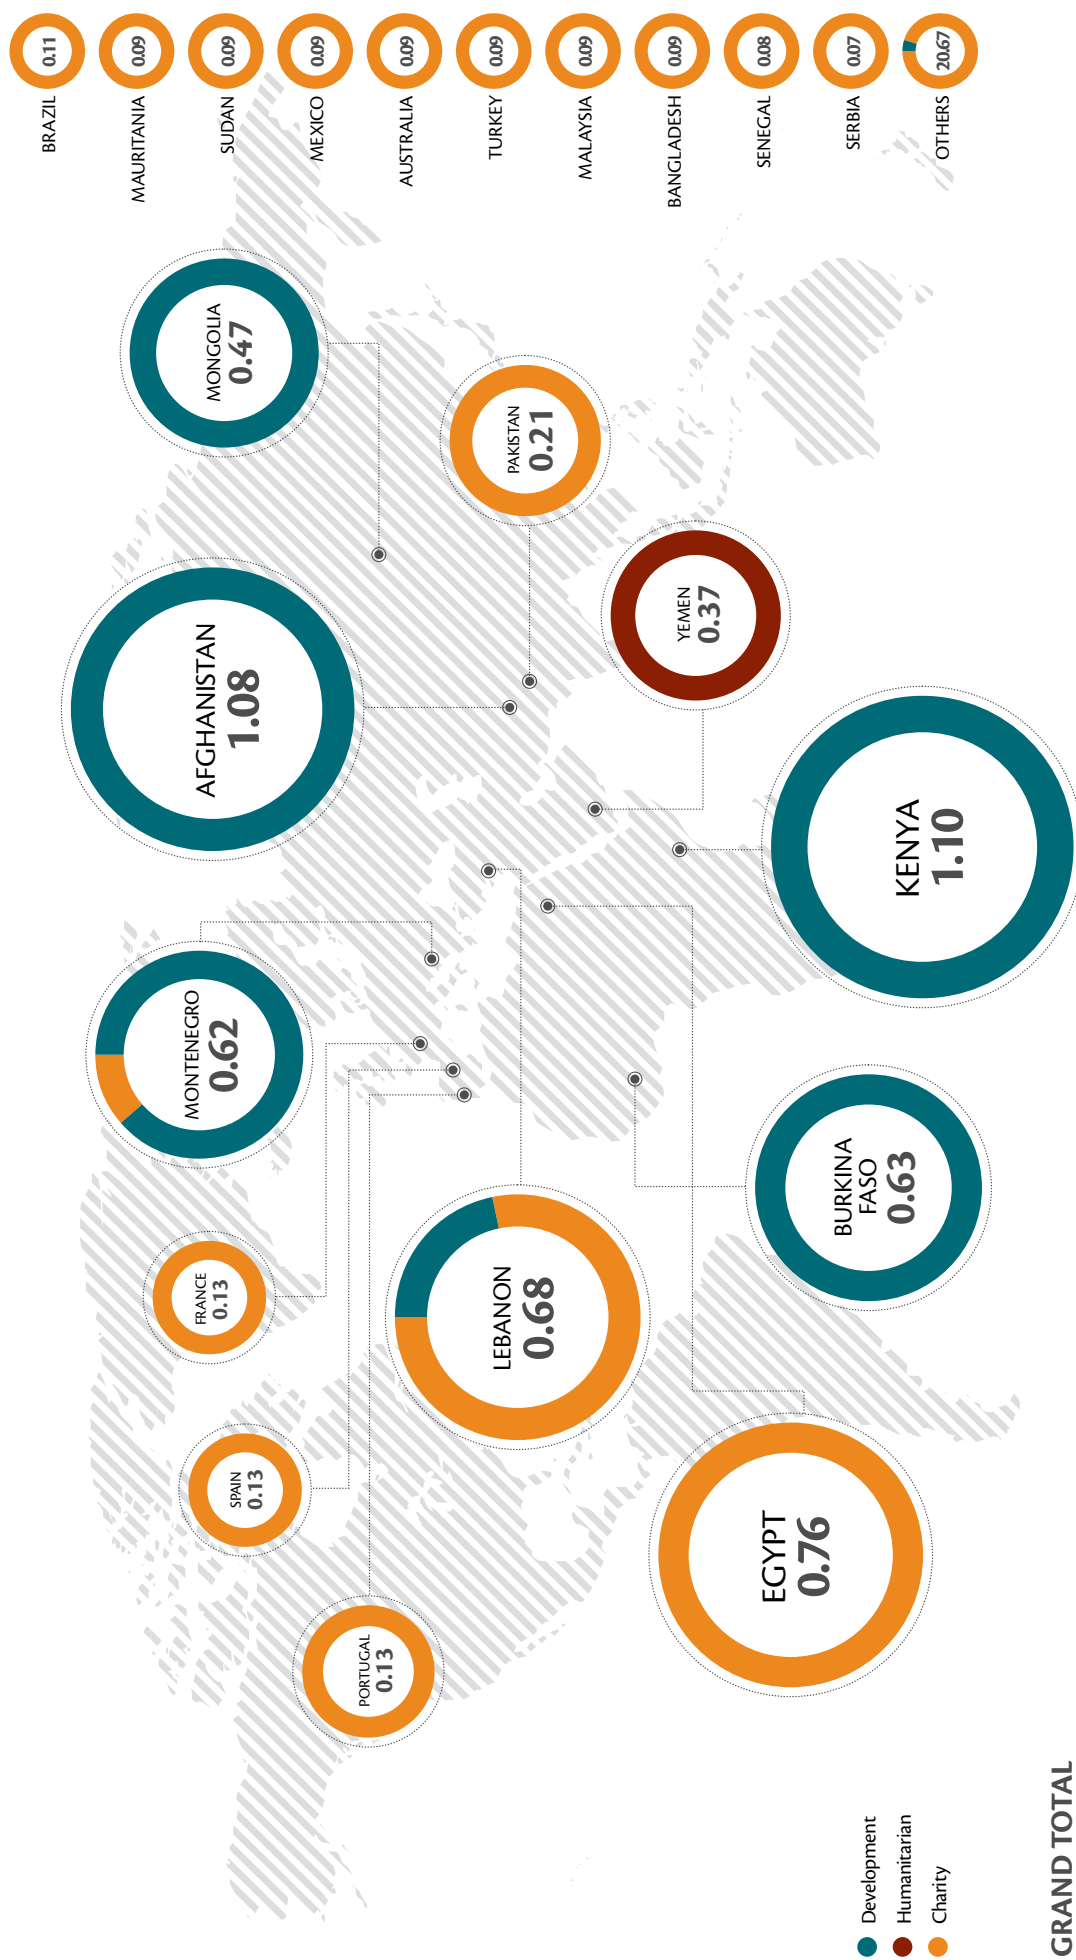 MONGOLIA
0.47
AFGHANISTAN
1.08
MONTENEGRO
0.62
FRANCE
0.13
SPAIN
0.13
PORTUGAL
0.13
PAKISTAN
0.21
YEMEN
0.37
LEBANON
0.68
KENYA
1.10
BURKINA
FASO
0.63
EGYPT
0.76
BRAZIL
0.11
MAURITANIA
0.09
SUDAN
0.09
MEXICO
0.09
AUSTRALIA
0.09
TURKEY
0.09
MALAYSIA
0.09
BANGLADESH
0.09
SENEGAL
0.08
SERBIA
0.07
OTHERS
20.67
Development
Humanitarian
Charity
GRAND TOTAL